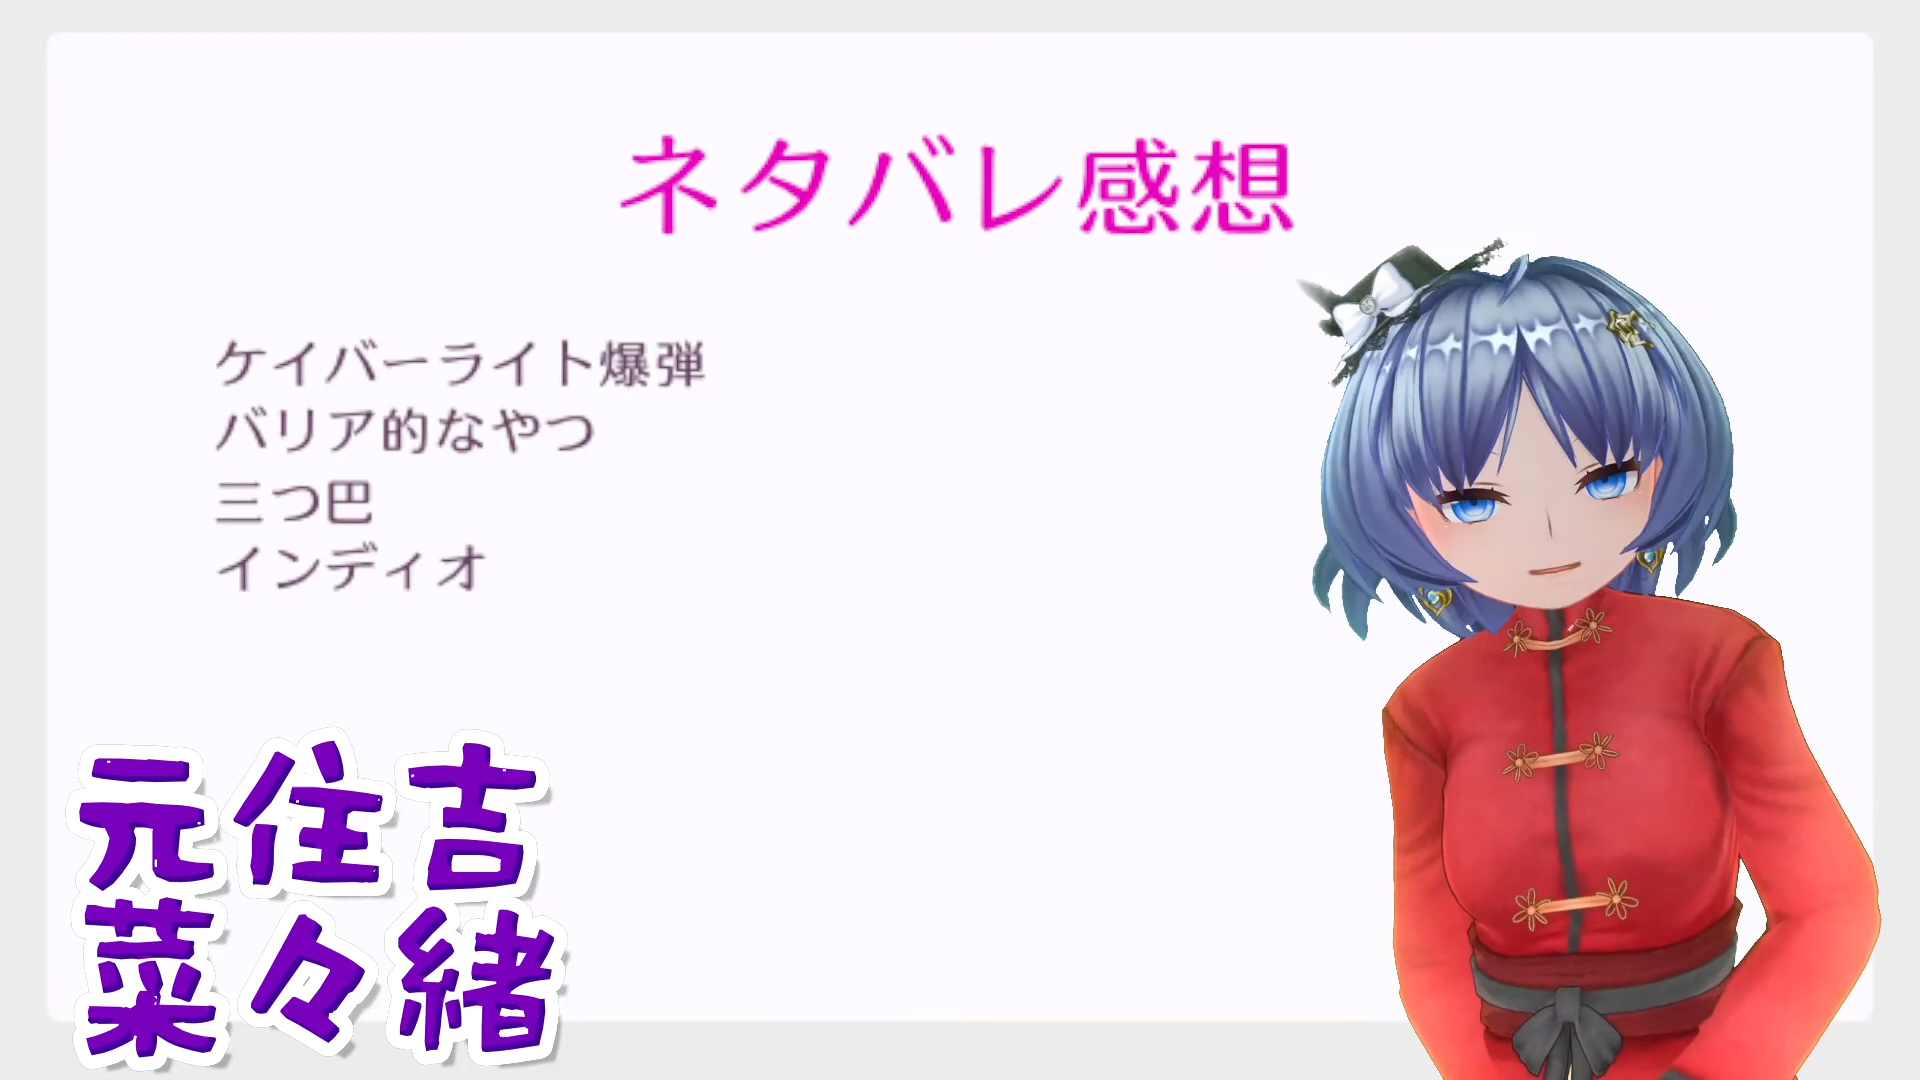 ネタバレ感想
ケイバーライト爆弾
バリア的なやつ
三つ巴
インディオ
元住吉
菜々緒